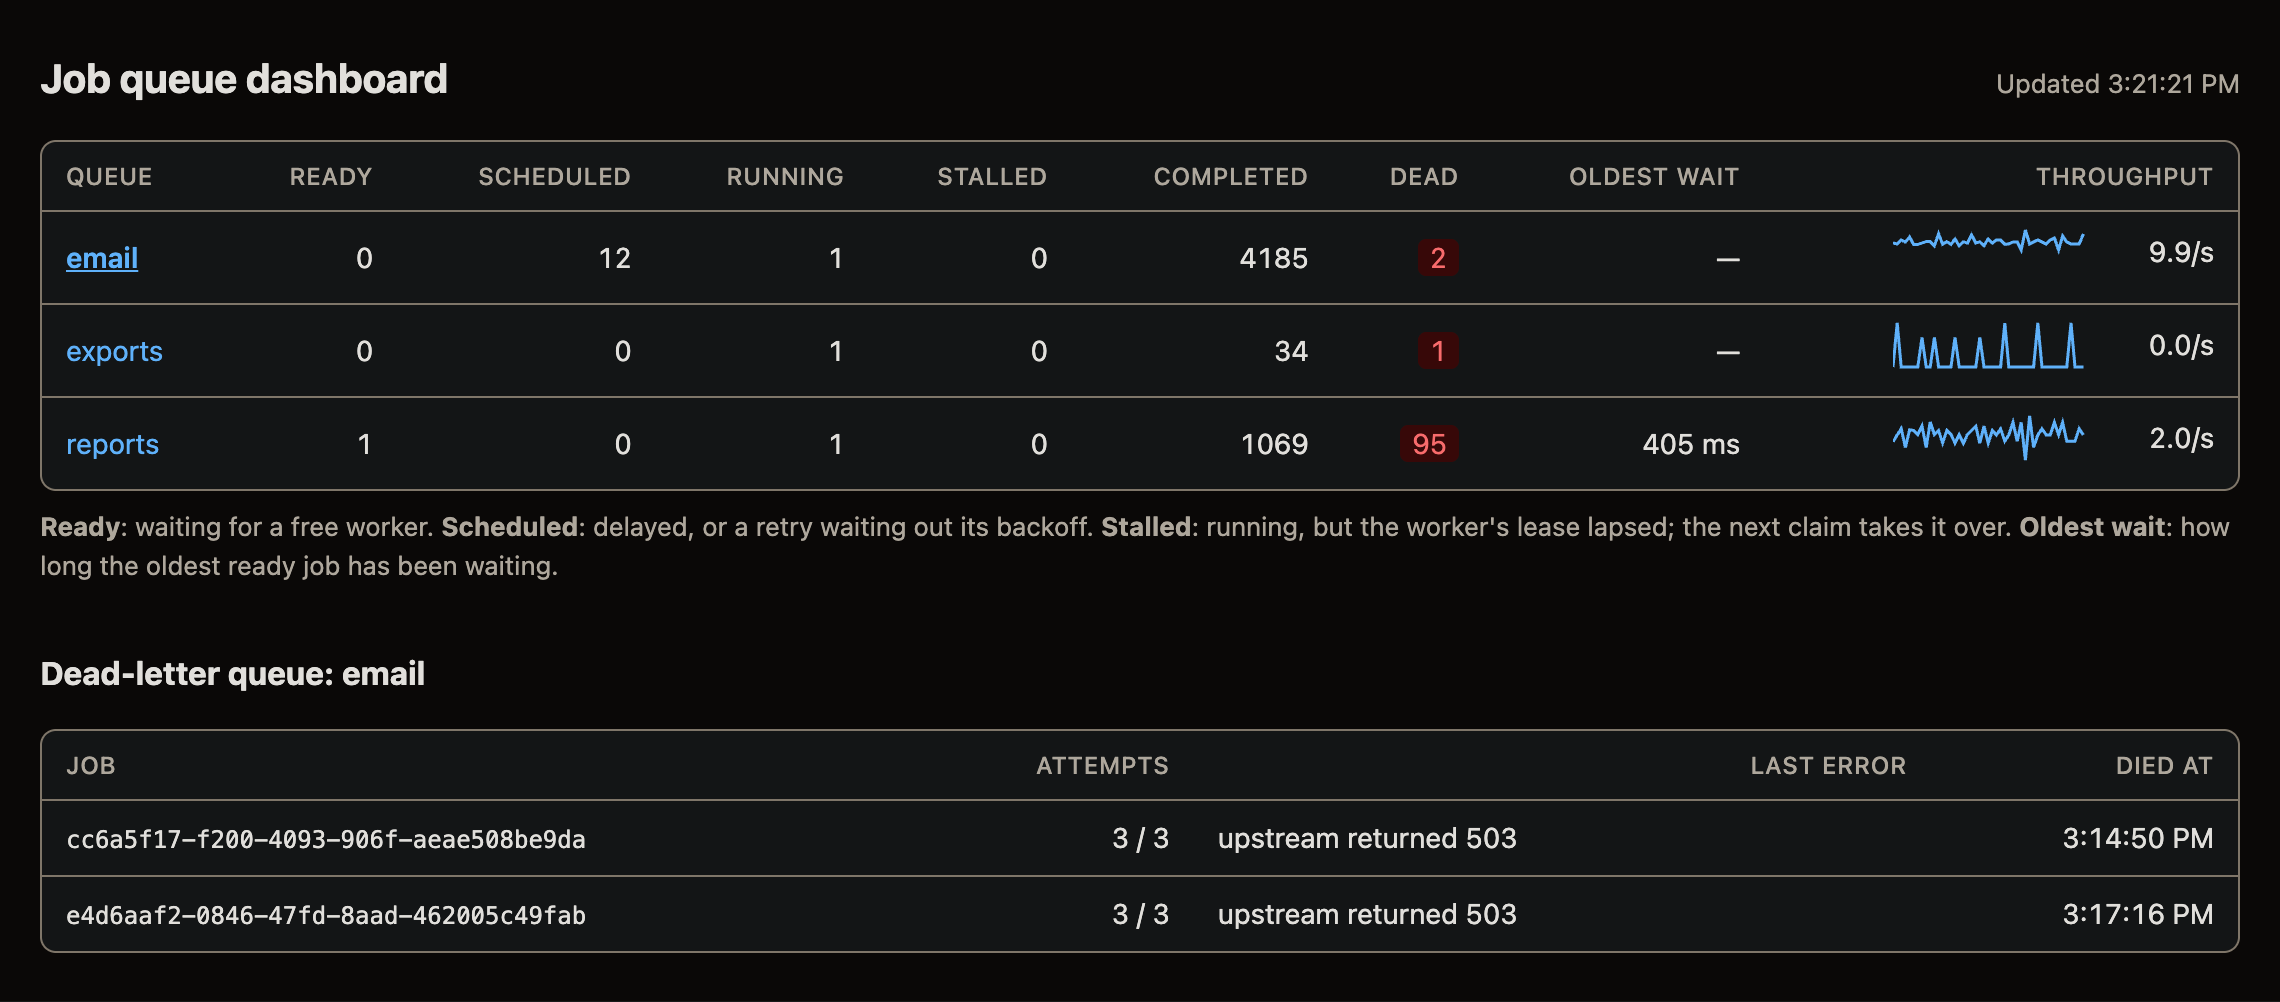 Job queue dashboard
Updated 3:21:21 PM
QUEUE READY SCHEDULED RUNNING STALLED COMPLETED DEAD OLDEST WAIT THROUGHPUT
email 0 12 1 0 4185 2 — 9.9/s
exports 0 0 1 0 34 1 — 0.0/s
reports 1 0 1 0 1069 95 405 ms 2.0/s
Ready: waiting for a free worker. Scheduled: delayed, or a retry waiting out its backoff. Stalled: running, but the worker's lease lapsed; the next claim takes it over. Oldest wait: how
long the oldest ready job has been waiting.
Dead-letter queue: email
JOB ATTEMPTS LAST ERROR DIED AT
cc6a5f17-f200-4093-906f-aeae508be9da 3 / 3 upstream returned 503 3:14:50 PM
e4d6aaf2-0846-47fd-8aad-462005c49fab 3 / 3 upstream returned 503 3:17:16 PM